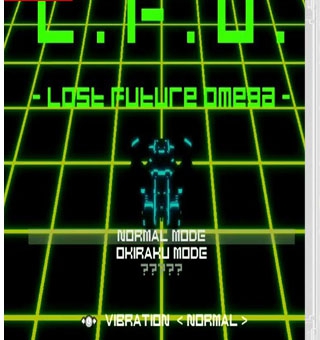 L.F.O.
- Lost Future Omega -
NORMAL MODE
OKIRAKU MODE
?????
VIBRATION < NORMAL >